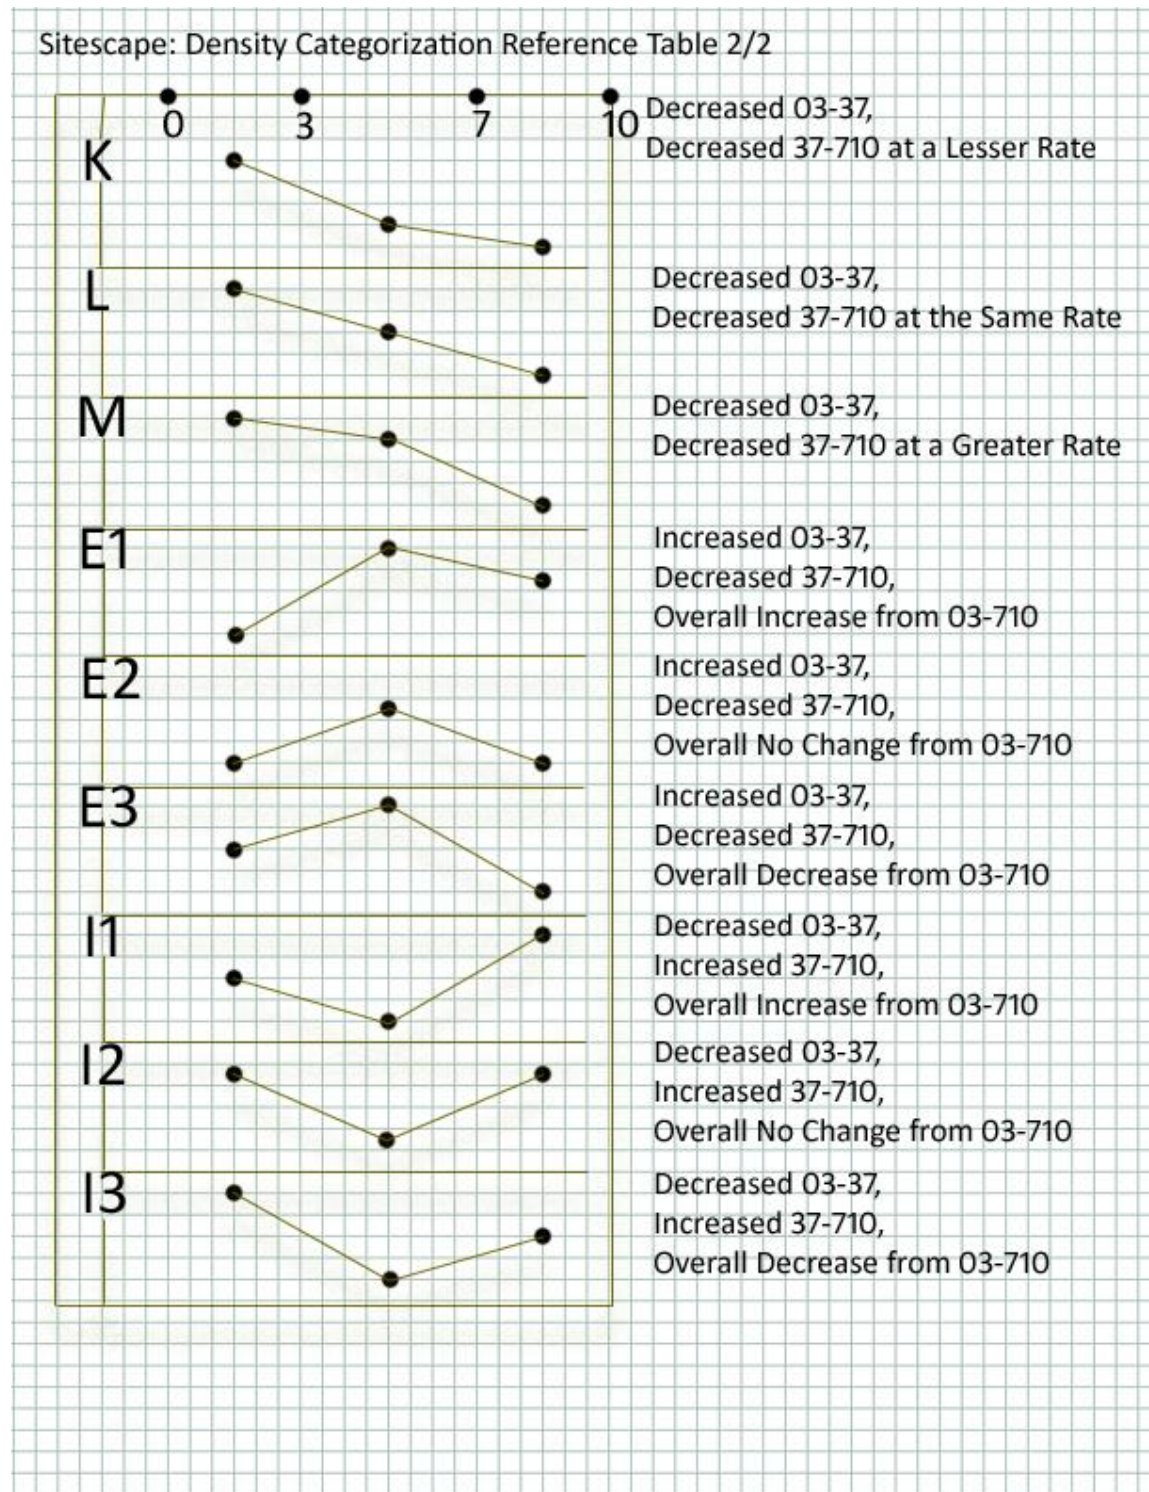 Sitescape: Density Categorization Reference Table 2/2
0 3 7 10
Decreased 03-37,
Decreased 37-710 at a Lesser Rate
K
L
Decreased 03-37,
Decreased 37-710 at the Same Rate
M
Decreased 03-37,
Decreased 37-710 at a Greater Rate
E1
Increased 03-37,
Decreased 37-710,
Overall Increase from 03-710
E2
Increased 03-37,
Decreased 37-710,
Overall No Change from 03-710
E3
Increased 03-37,
Decreased 37-710,
Overall Decrease from 03-710
I1
Decreased 03-37,
Increased 37-710,
Overall Increase from 03-710
I2
Decreased 03-37,
Increased 37-710,
Overall No Change from 03-710
I3
Decreased 03-37,
Increased 37-710,
Overall Decrease from 03-710